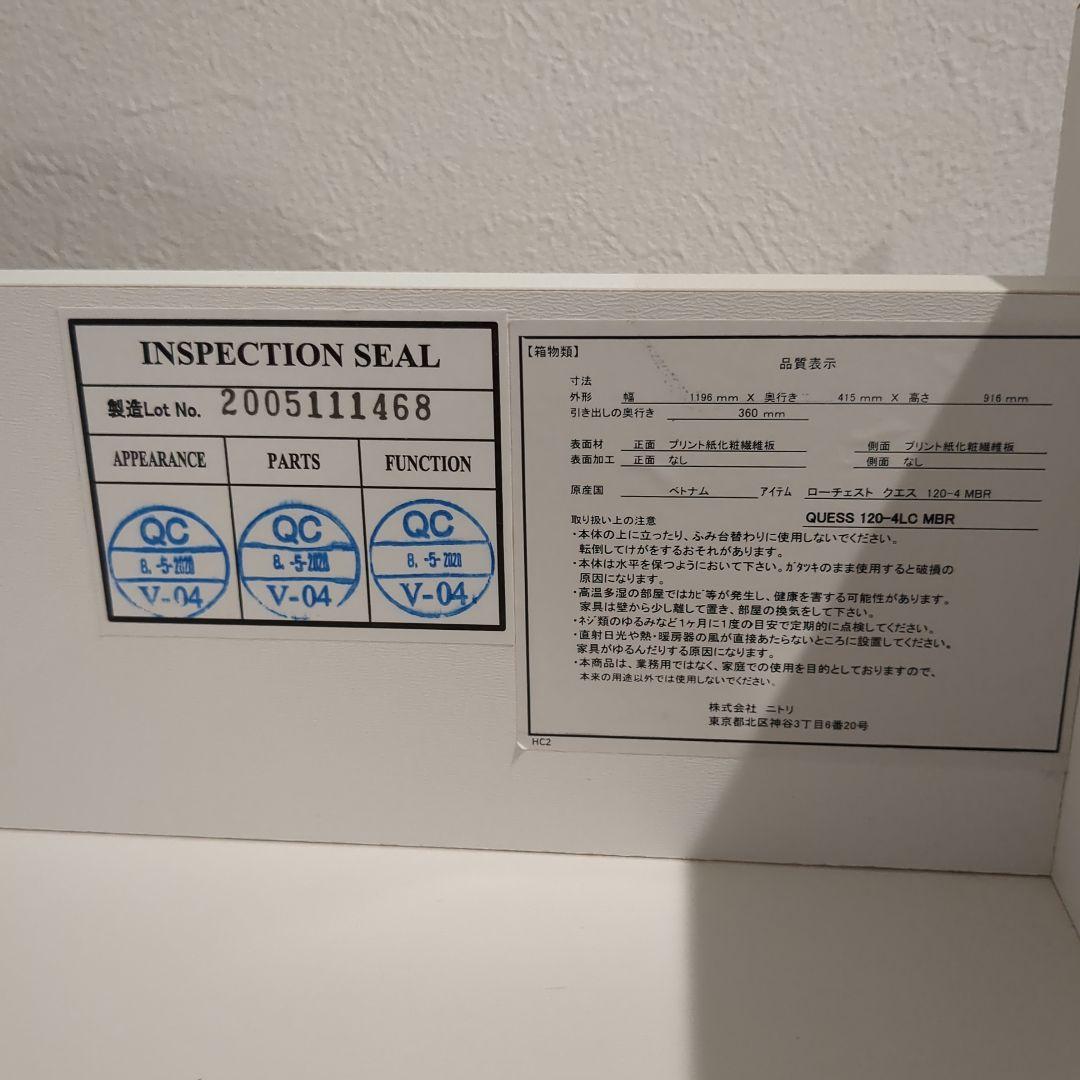 INSPECTION SEAL
製造Lot No. 2005111468
APPEARANCE PARTS FUNCTION
QC QC QC
8.-5-2020 8.-5-2020 8.-5-2020
V-04 V-04 V-04
【箱物類】
品質表示
寸法
外形 幅 1196 mm X 奥行き 415 mm X 高さ 916 mm
引き出しの奥行き 360 mm
表面材 正面 プリント紙化粧繊維板 側面 プリント紙化粧繊維板
表面加工 正面 なし 側面 なし
原産国 ベトナム アイテム ローチェスト クエス 120-4 MBR
取り扱い上の注意 QUESS 120-4LC MBR
・本体の上に立ったり、ふみ台替わりに使用しないでください。
転倒してけがをするおそれがあります。
・本体は水平を保つようにおいて下さい。ガタツキのまま使用すると破損の
原因になります。
・高温多湿の部屋ではカビ等が発生し、健康を害する可能性があります。
家具は壁から少し離して置き、部屋の換気をして下さい。
・ネジ類のゆるみなど1ヶ月に1度の目安で定期的に点検してください。
・直射日光や熱・暖房器の風が直接あたらないところに設置してください。
家具がゆるんだりする原因になります。
・本商品は、業務用ではなく、家庭での使用を目的としておりますので、
本来の用途以外では使用しないでください。
株式会社 ニトリ
東京都北区神谷3丁目6番20号
HC2